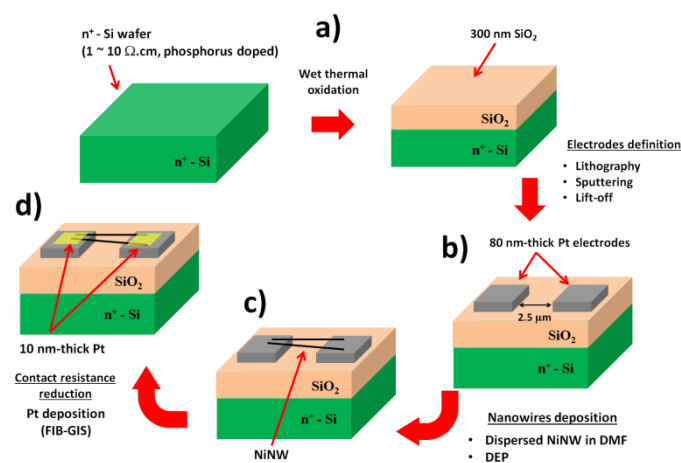 n⁺- Si wafer
(1 ~ 10 Ω.cm, phosphorus doped)
a)
300 nm SiO₂
Wet thermal
oxidation
n⁺ - Si
SiO₂
n⁺ - Si
Electrodes definition
• Lithography
• Sputtering
• Lift-off
b)
80 nm-thick Pt electrodes
2.5 μm
SiO₂
n⁺ - Si
Nanowires deposition
• Dispersed NiNW in DMF
• DEP
c)
SiO₂
n⁺ - Si
NiNW
Contact resistance
reduction
Pt deposition
(FIB-GIS)
d)
SiO₂
n⁺ - Si
10 nm-thick Pt